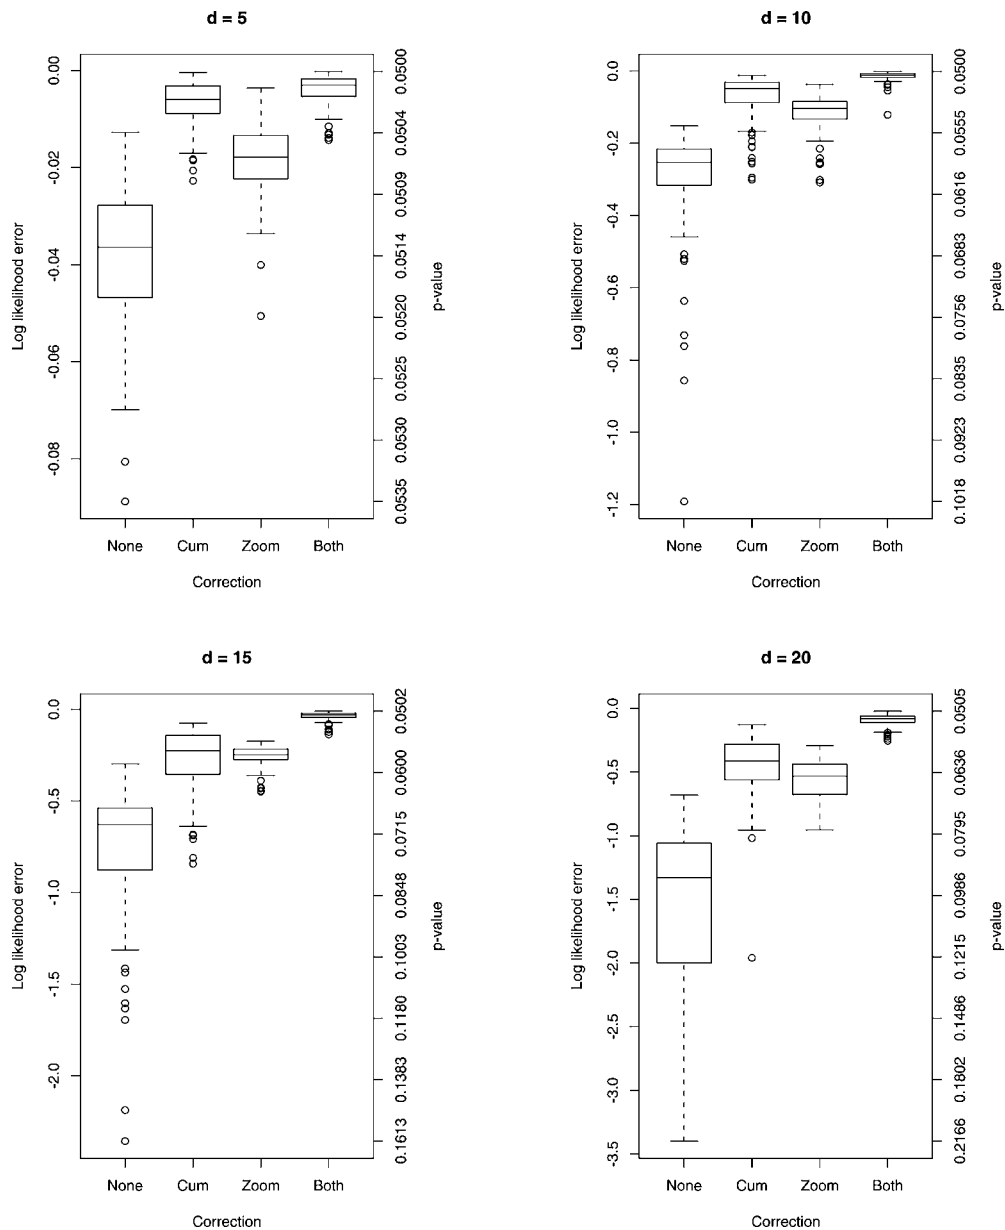 d = 5
0.00
-0.02
-0.04
-0.06
-0.08
Log likelihood error
0.0500
0.0504
0.0509
0.0514
0.0520
0.0525
0.0530
0.0535
p-value
None Cum Zoom Both
Correction
d = 10
0.0
-0.2
-0.4
-0.6
-0.8
-1.0
-1.2
Log likelihood error
0.0500
0.0555
0.0616
0.0683
0.0756
0.0835
0.0923
0.1018
p-value
None Cum Zoom Both
Correction
d = 15
0.0
-0.5
-1.0
-1.5
-2.0
Log likelihood error
0.0502
0.0600
0.0715
0.0848
0.1003
0.1180
0.1383
0.1613
p-value
None Cum Zoom Both
Correction
d = 20
0.0
-0.5
-1.0
-1.5
-2.0
-2.5
-3.0
-3.5
Log likelihood error
0.0505
0.0636
0.0795
0.0986
0.1215
0.1486
0.1802
0.2166
p-value
None Cum Zoom Both
Correction